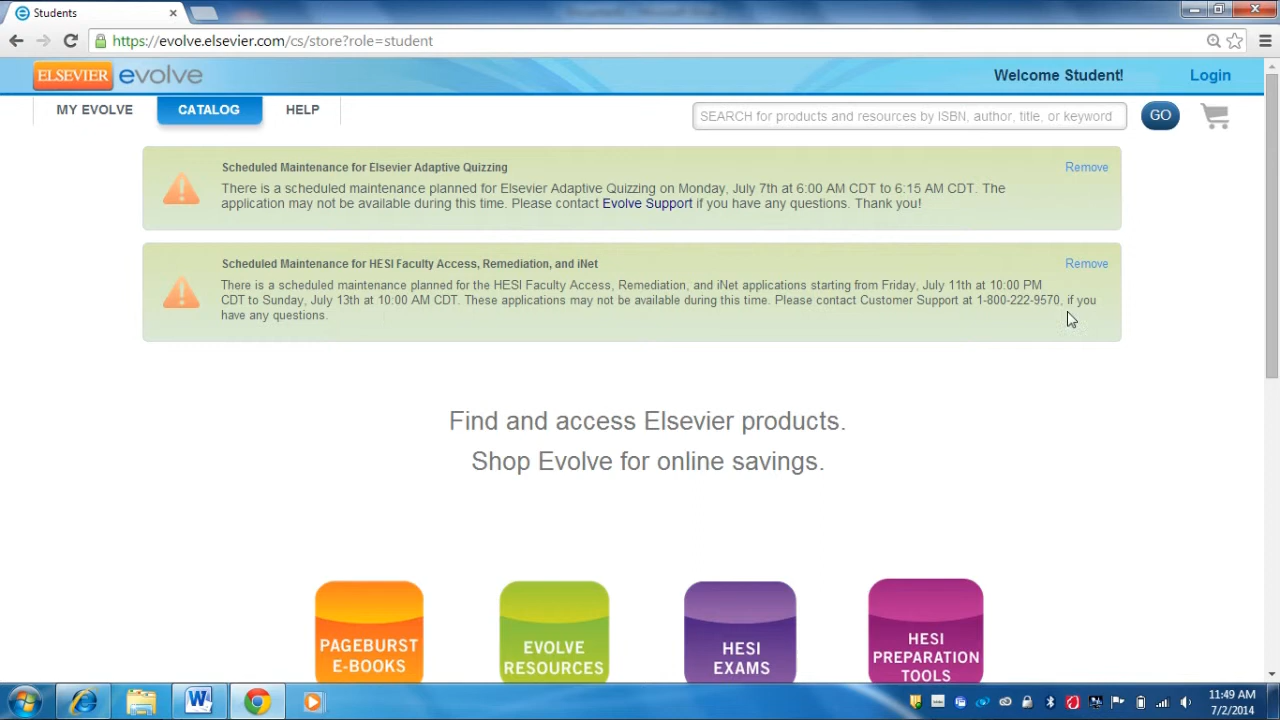 Students
https://evolve.elsevier.com/cs/store?role=student
ELSEVIER evolve
Welcome Student!
Login
MY EVOLVE
CATALOG
HELP
SEARCH for products and resources by ISBN, author, title, or keyword
GO
Scheduled Maintenance for Elsevier Adaptive Quizzing
Remove
There is a scheduled maintenance planned for Elsevier Adaptive Quizzing on Monday, July 7th at 6:00 AM CDT to 6:15 AM CDT. The
application may not be available during this time. Please contact Evolve Support if you have any questions. Thank you!
Scheduled Maintenance for HESI Faculty Access, Remediation, and iNet
Remove
There is a scheduled maintenance planned for the HESI Faculty Access, Remediation, and iNet applications starting from Friday, July 11th at 10:00 PM
CDT to Sunday, July 13th at 10:00 AM CDT. These applications may not be available during this time. Please contact Customer Support at 1-800-222-9570, if you
have any questions.
Find and access Elsevier products.
Shop Evolve for online savings.
PAGEBURST
E-BOOKS
EVOLVE
RESOURCES
HESI
EXAMS
HESI
PREPARATION
TOOLS
11:49 AM
7/2/2014